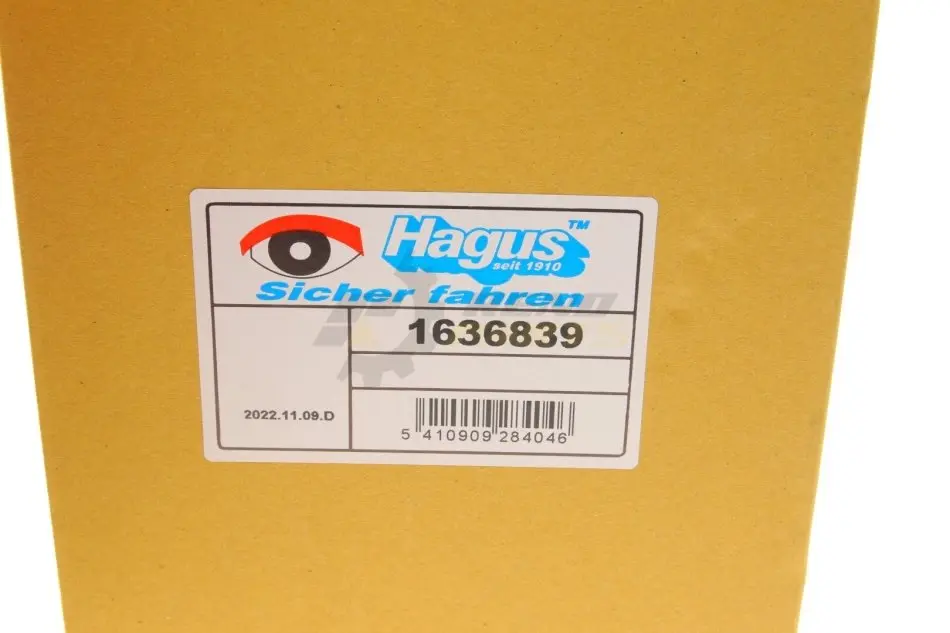 Hagus™
seit 1910
Sicher fahren
1636839
2022.11.09.D
5 410909 284046